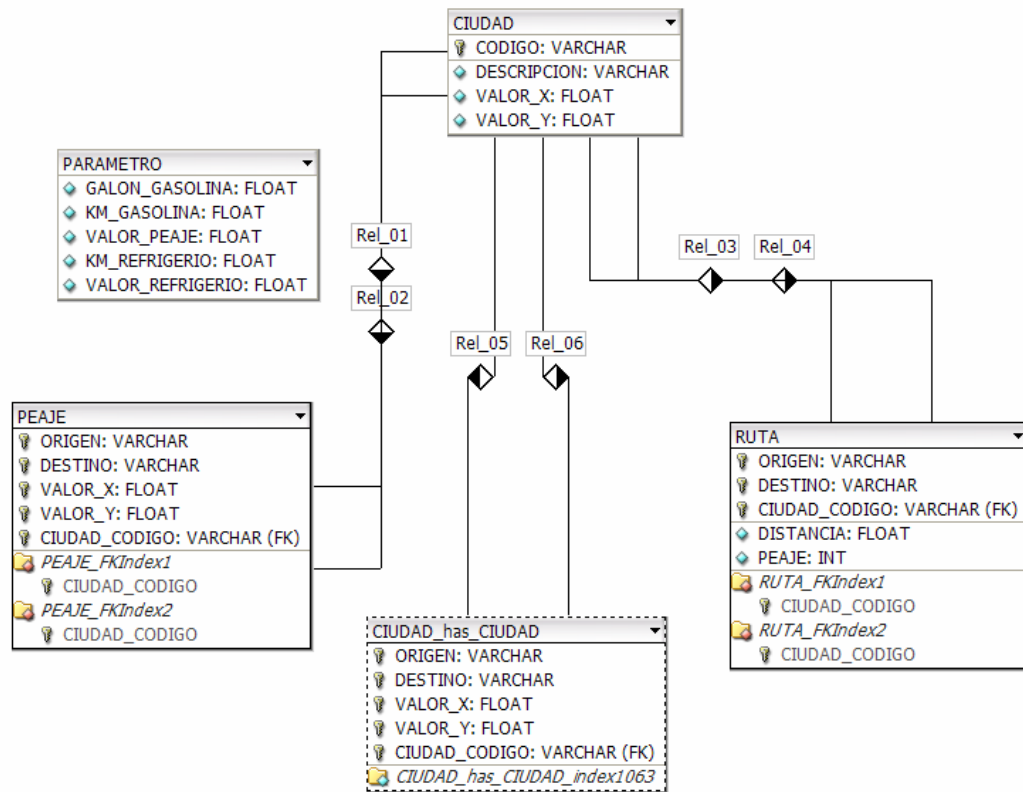 CIUDAD
CODIGO: VARCHAR
DESCRIPCION: VARCHAR
VALOR_X: FLOAT
VALOR_Y: FLOAT
PARAMETRO
GALON_GASOLINA: FLOAT
KM_GASOLINA: FLOAT
VALOR_PEAJE: FLOAT
KM_REFRIGERIO: FLOAT
VALOR_REFRIGERIO: FLOAT
Rel_01
Rel_02
Rel_03
Rel_04
Rel_05
Rel_06
PEAJE
ORIGEN: VARCHAR
DESTINO: VARCHAR
VALOR_X: FLOAT
VALOR_Y: FLOAT
CIUDAD_CODIGO: VARCHAR (FK)
PEAJE_FKIndex1
CIUDAD_CODIGO
PEAJE_FKIndex2
CIUDAD_CODIGO
RUTA
ORIGEN: VARCHAR
DESTINO: VARCHAR
CIUDAD_CODIGO: VARCHAR (FK)
DISTANCIA: FLOAT
PEAJE: INT
RUTA_FKIndex1
CIUDAD_CODIGO
RUTA_FKIndex2
CIUDAD_CODIGO
CIUDAD_has_CIUDAD
ORIGEN: VARCHAR
DESTINO: VARCHAR
VALOR_X: FLOAT
VALOR_Y: FLOAT
CIUDAD_CODIGO: VARCHAR (FK)
CIUDAD_has_CIUDAD_index1063